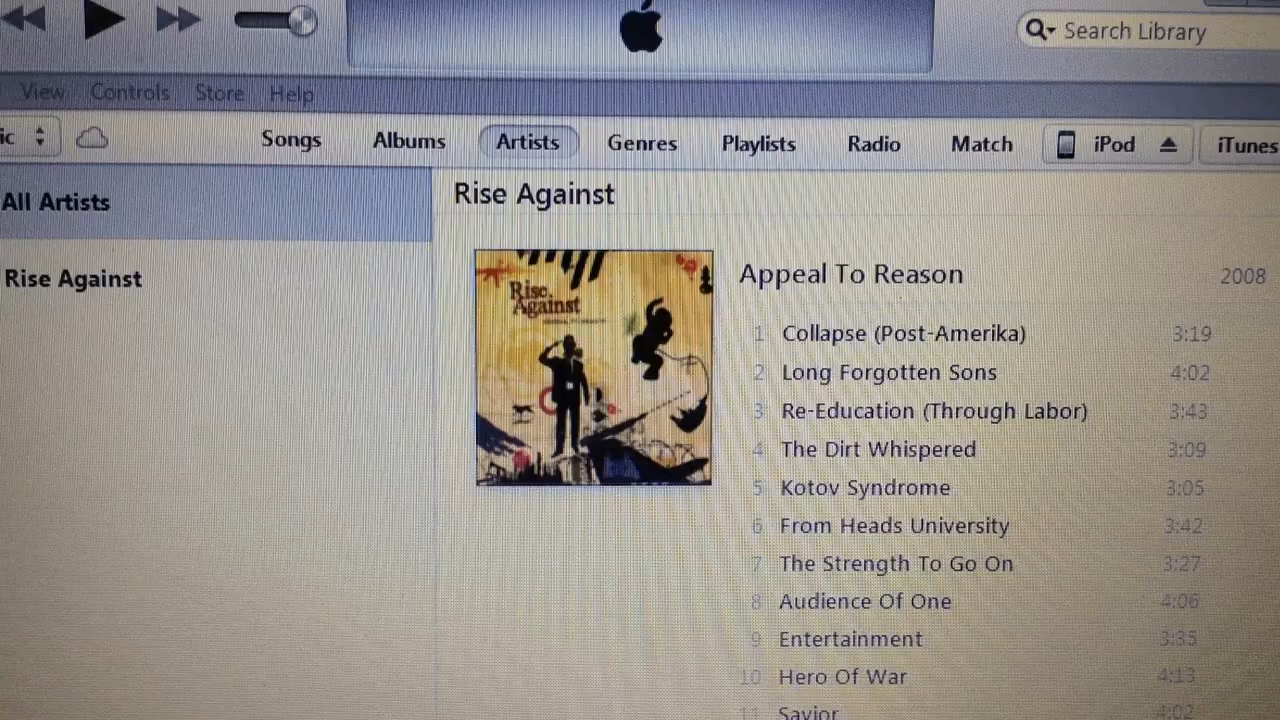 Search Library
View Controls Store Help
ic Songs Albums Artists Genres Playlists Radio Match iPod iTunes
All Artists
Rise Against
Rise Against
Rise Against
Appeal To Reason 2008
1 Collapse (Post-Amerika) 3:19
2 Long Forgotten Sons 4:02
3 Re-Education (Through Labor) 3:43
4 The Dirt Whispered 3:09
5 Kotov Syndrome 3:05
6 From Heads University 3:42
7 The Strength To Go On 3:27
8 Audience Of One 4:06
9 Entertainment 3:35
10 Hero Of War 4:13
11 Savior 4:02